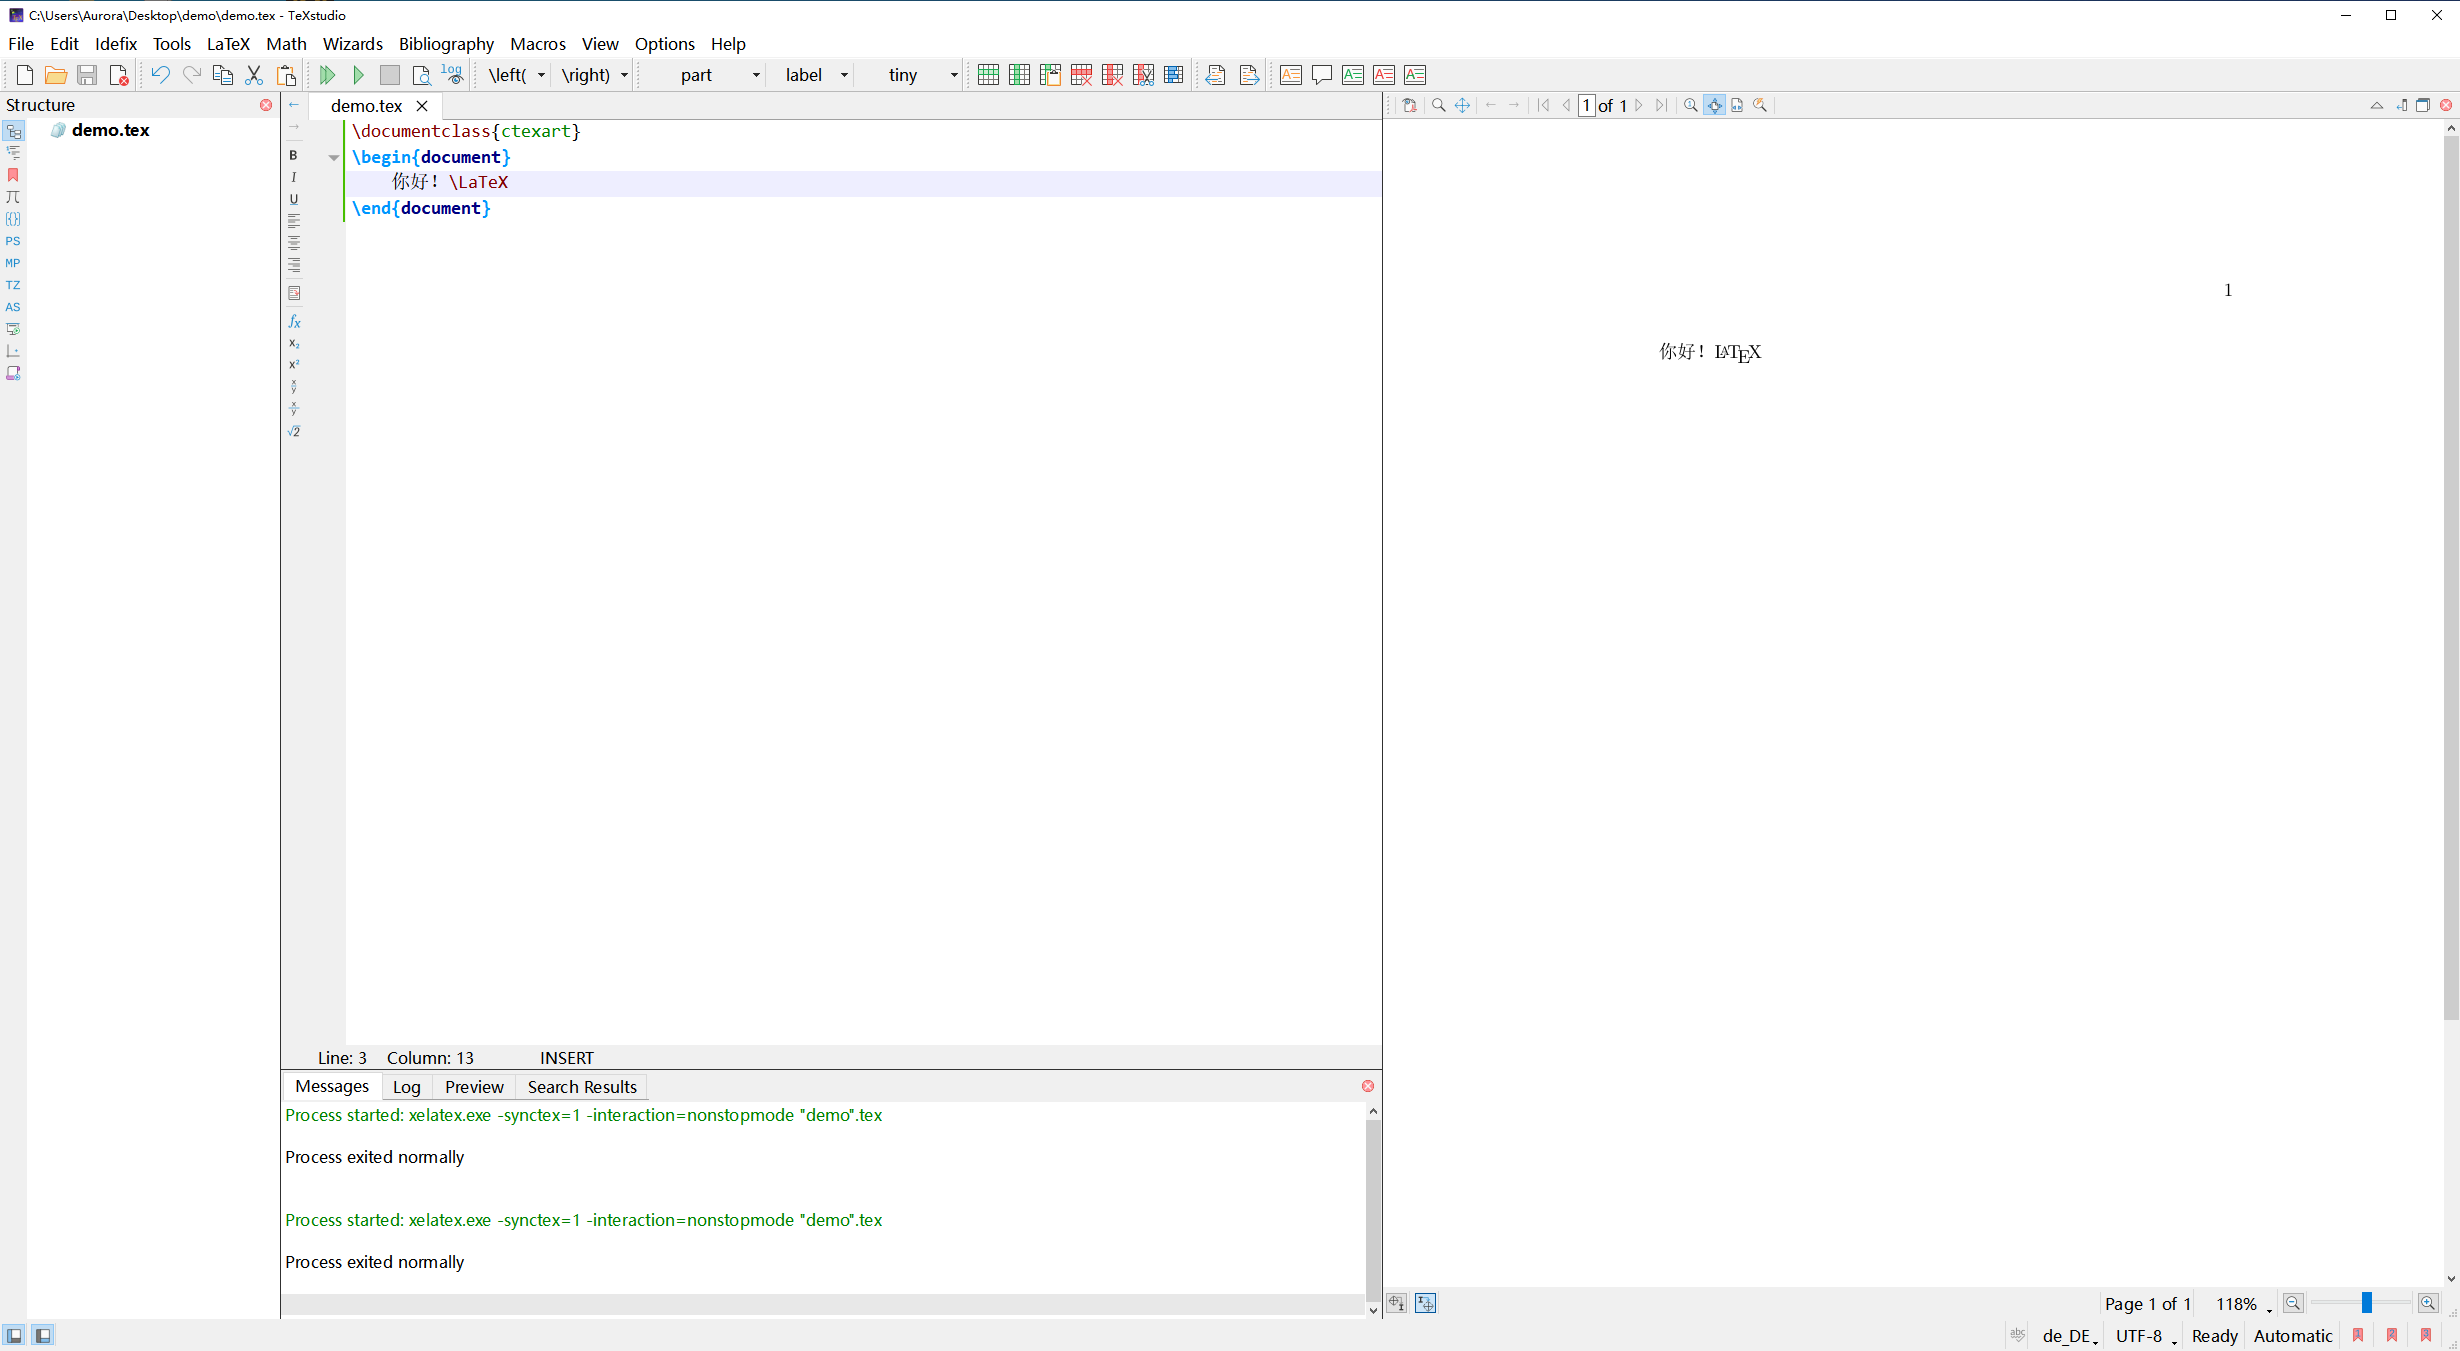 C:\Users\Aurora\Desktop\demo\demo.tex - TeXstudio
File Edit Idefix Tools LaTeX Math Wizards Bibliography Macros View Options Help
log \left( \right) part label tiny
Structure
demo.tex
PS
MP
TZ
AS
demo.tex
B
I
U
\documentclass{ctexart}
\begin{document}
你好！\LaTeX
\end{document}
Line: 3 Column: 13 INSERT
Messages Log Preview Search Results
Process started: xelatex.exe -synctex=1 -interaction=nonstopmode "demo".tex
Process exited normally
Process started: xelatex.exe -synctex=1 -interaction=nonstopmode "demo".tex
Process exited normally
1 of 1
1
你好！LATEX
Page 1 of 1 118%
abc de_DE UTF-8 Ready Automatic